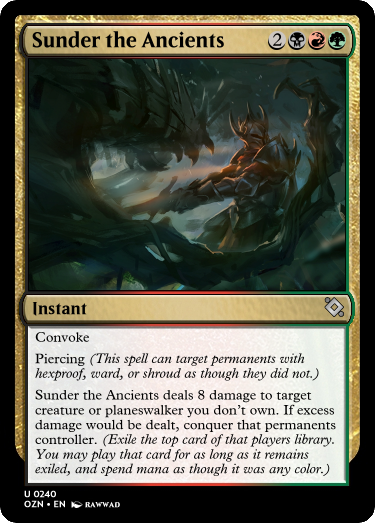 Sunder the Ancients 2
Instant
Convoke
Piercing (This spell can target permanents with
hexproof, ward, or shroud as though they did not.)
Sunder the Ancients deals 8 damage to target
creature or planeswalker you don't own. If excess
damage would be dealt, conquer that permanents
controller. (Exile the top card of that players library.
You may play that card for as long as it remains
exiled, and spend mana as though it was any color.)
U 0240
OZN • EN RAWWAD